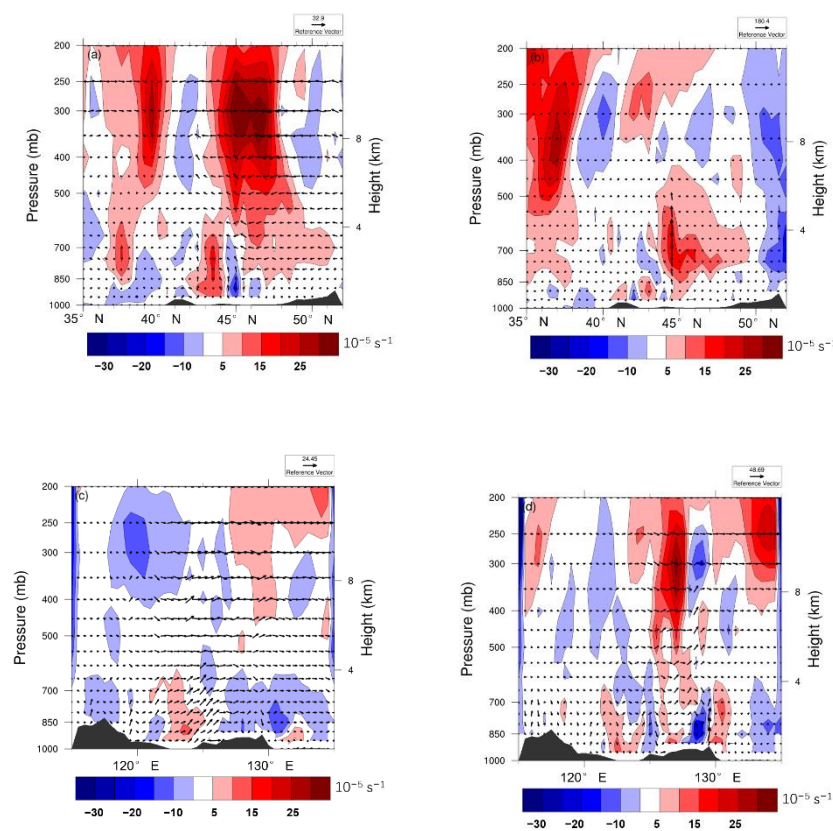 32.9
Reference Vector
(a)
200
250
300
400
500
700
850
1000
Pressure (mb)
8
4
Height (km)
35° N 40° N 45° N 50° N
−30 −20 −10 5 15 25
10⁻⁵ s⁻¹
180.4
Reference Vector
(b)
200
250
300
400
500
700
850
1000
Pressure (mb)
8
4
Height (km)
35° N 40° N 45° N 50° N
−30 −20 −10 5 15 25
10⁻⁵ s⁻¹
24.45
Reference Vector
(c)
200
250
300
400
500
700
850
1000
Pressure (mb)
8
4
Height (km)
120° E 130° E
−30 −20 −10 5 15 25
10⁻⁵ s⁻¹
48.69
Reference Vector
(d)
200
250
300
400
500
700
850
1000
Pressure (mb)
8
4
Height (km)
120° E 130° E
−30 −20 −10 5 15 25
10⁻⁵ s⁻¹